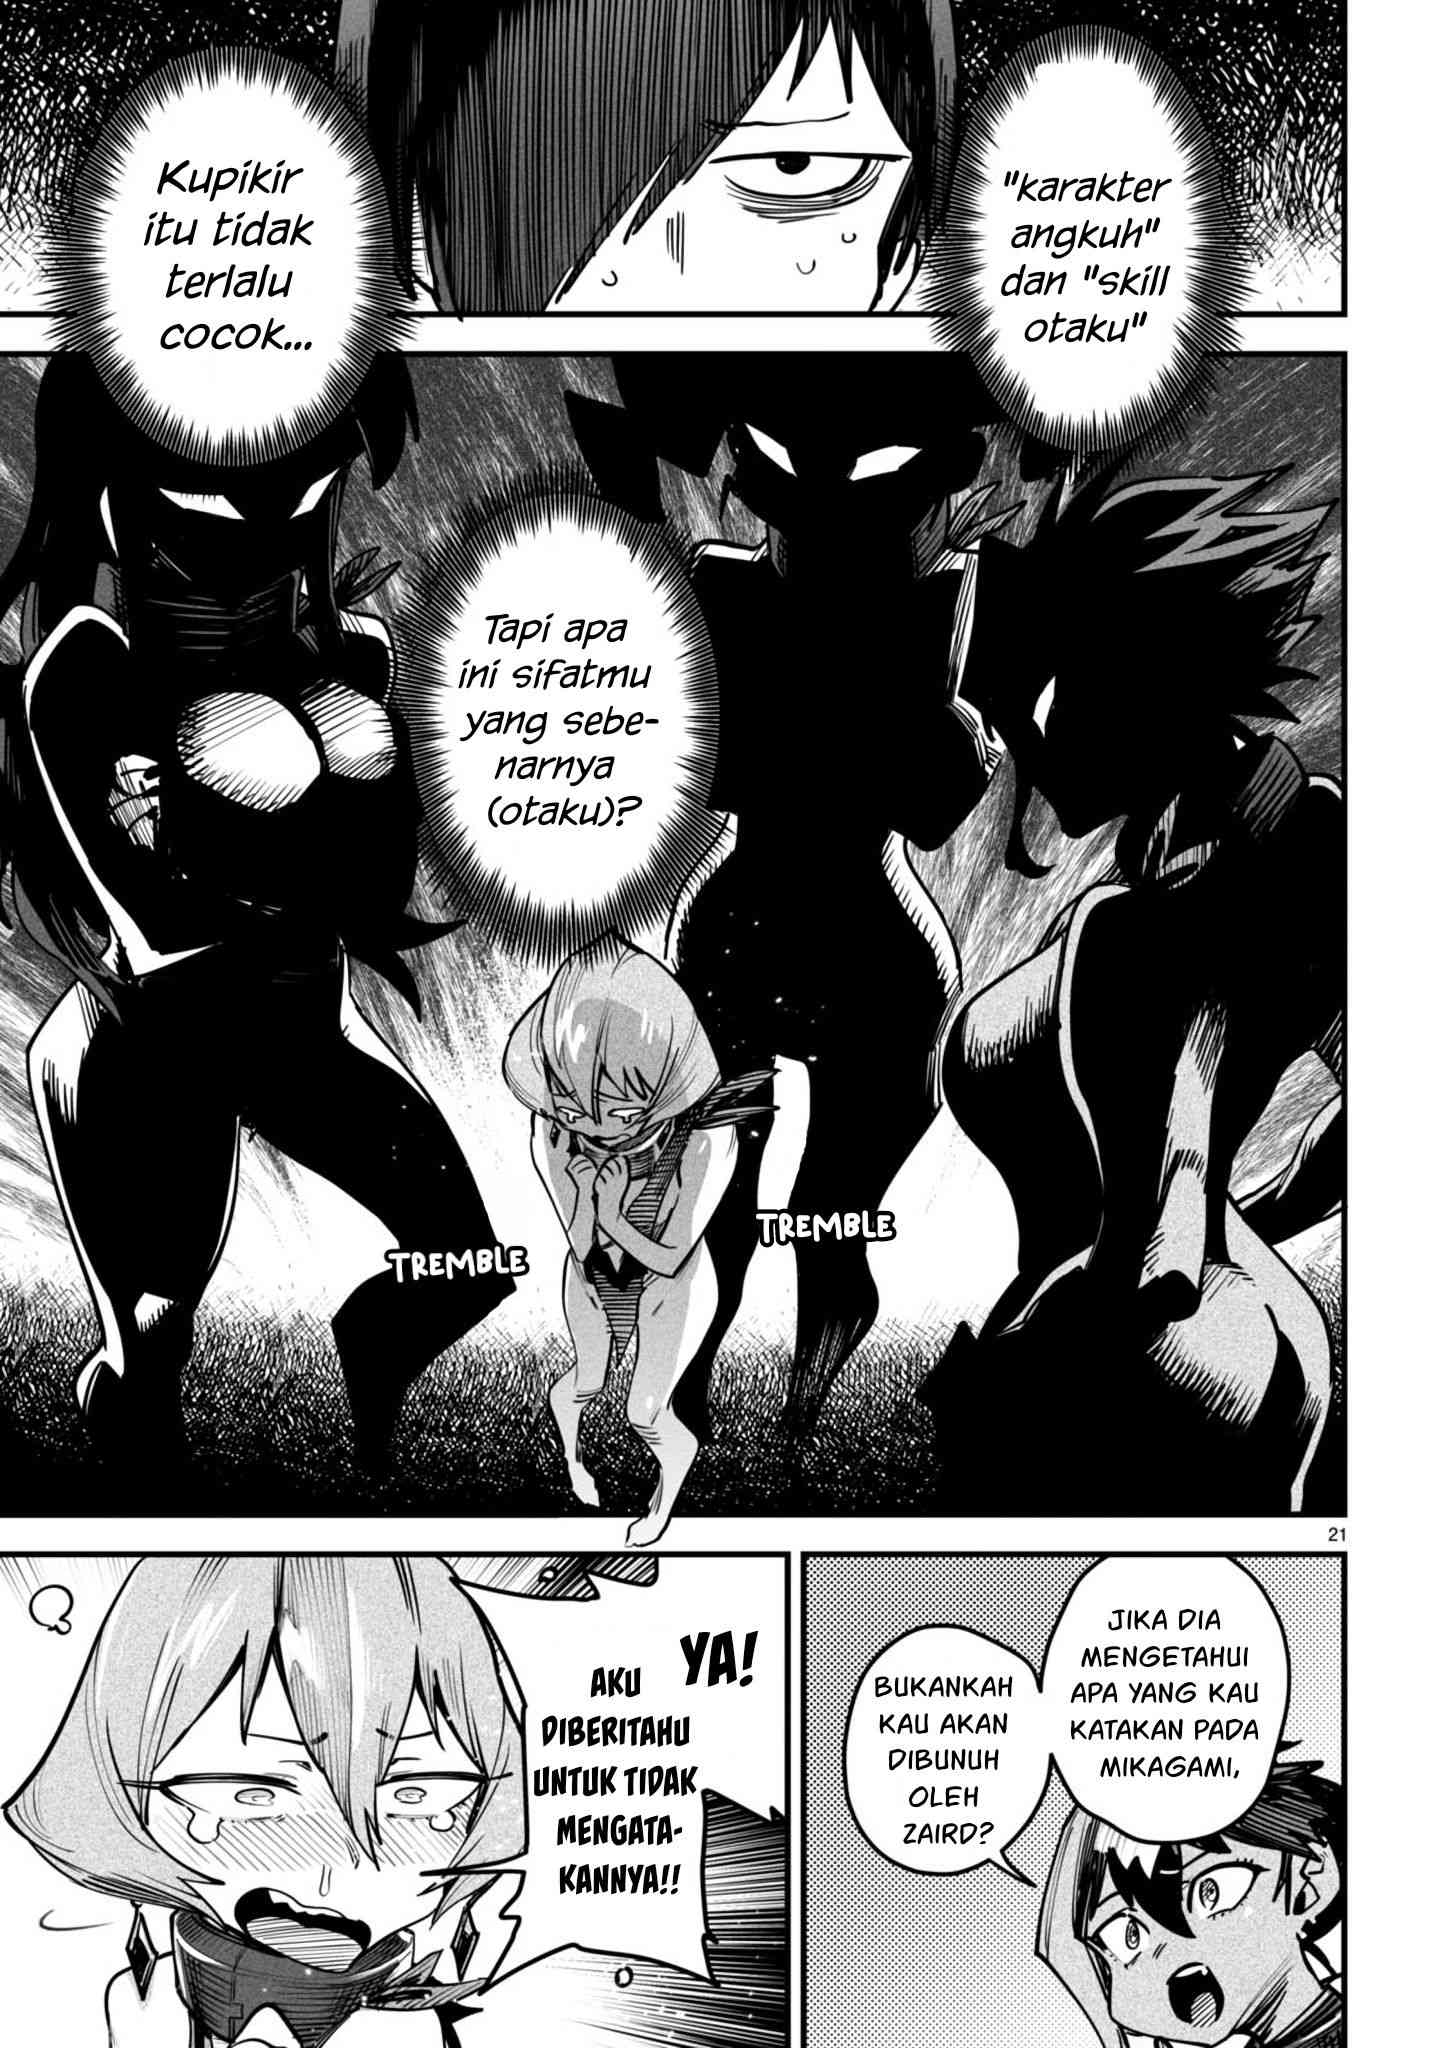 "karakter
angkuh"
dan "skill
otaku"
Kupikir
itu tidak
terlalu
cocok...
Tapi apa
ini sifatmu
yang sebe-
narnya
(otaku)?
TREMBLE
TREMBLE
21
JIKA DIA
MENGETAHUI
APA YANG KAU
KATAKAN PADA
MIKAGAMI,
BUKANKAH
KAU AKAN
DIBUNUH
OLEH
ZAIRD?
YA!
AKU
DIBERITAHU
UNTUK TIDAK
MENGATA-
KANNYA!!